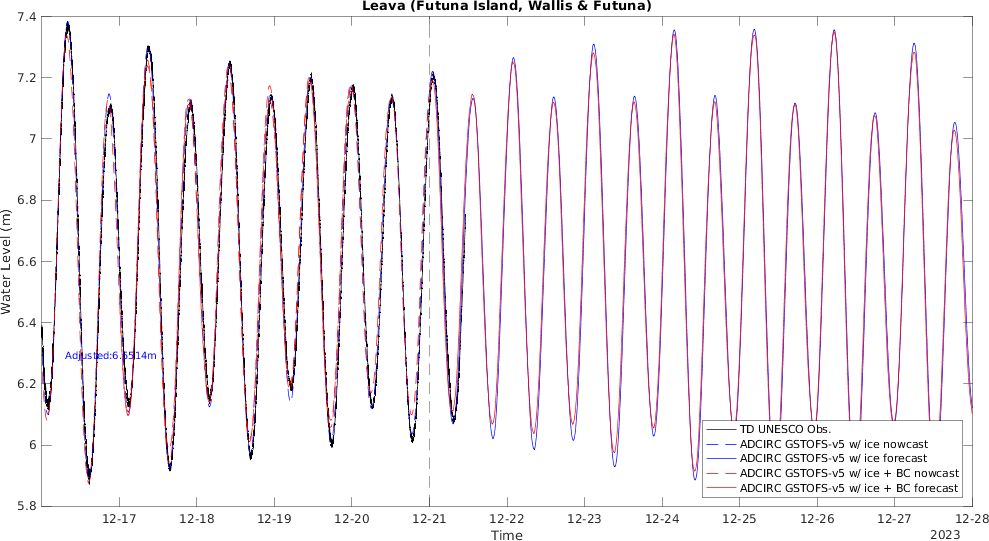 Leava (Futuna Island, Wallis & Futuna)
7.4
7.2
7
6.8
6.6
6.4
6.2
6
5.8
Water Level (m)
Adjusted:6.6514m
TD UNESCO Obs.
ADCIRC GSTOFS-v5 w/ ice nowcast
ADCIRC GSTOFS-v5 w/ ice forecast
ADCIRC GSTOFS-v5 w/ ice + BC nowcast
ADCIRC GSTOFS-v5 w/ ice + BC forecast
12-17 12-18 12-19 12-20 12-21 12-22 12-23 12-24 12-25 12-26 12-27 12-28
Time
2023